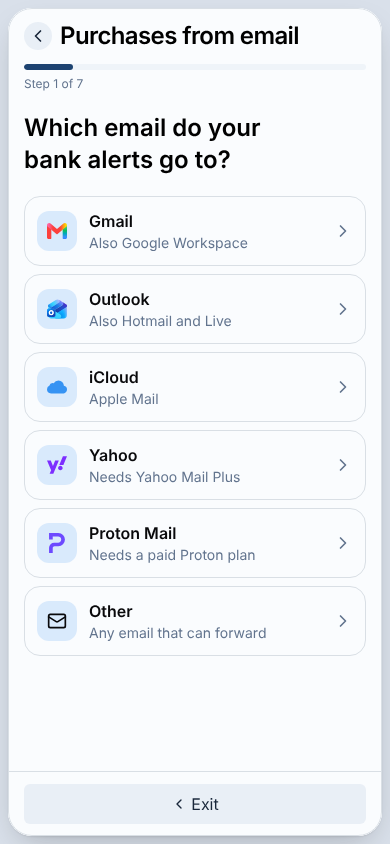 Purchases from email
Step 1 of 7
Which email do your
bank alerts go to?
Gmail
Also Google Workspace
Outlook
Also Hotmail and Live
iCloud
Apple Mail
Yahoo
Needs Yahoo Mail Plus
Proton Mail
Needs a paid Proton plan
Other
Any email that can forward
Exit